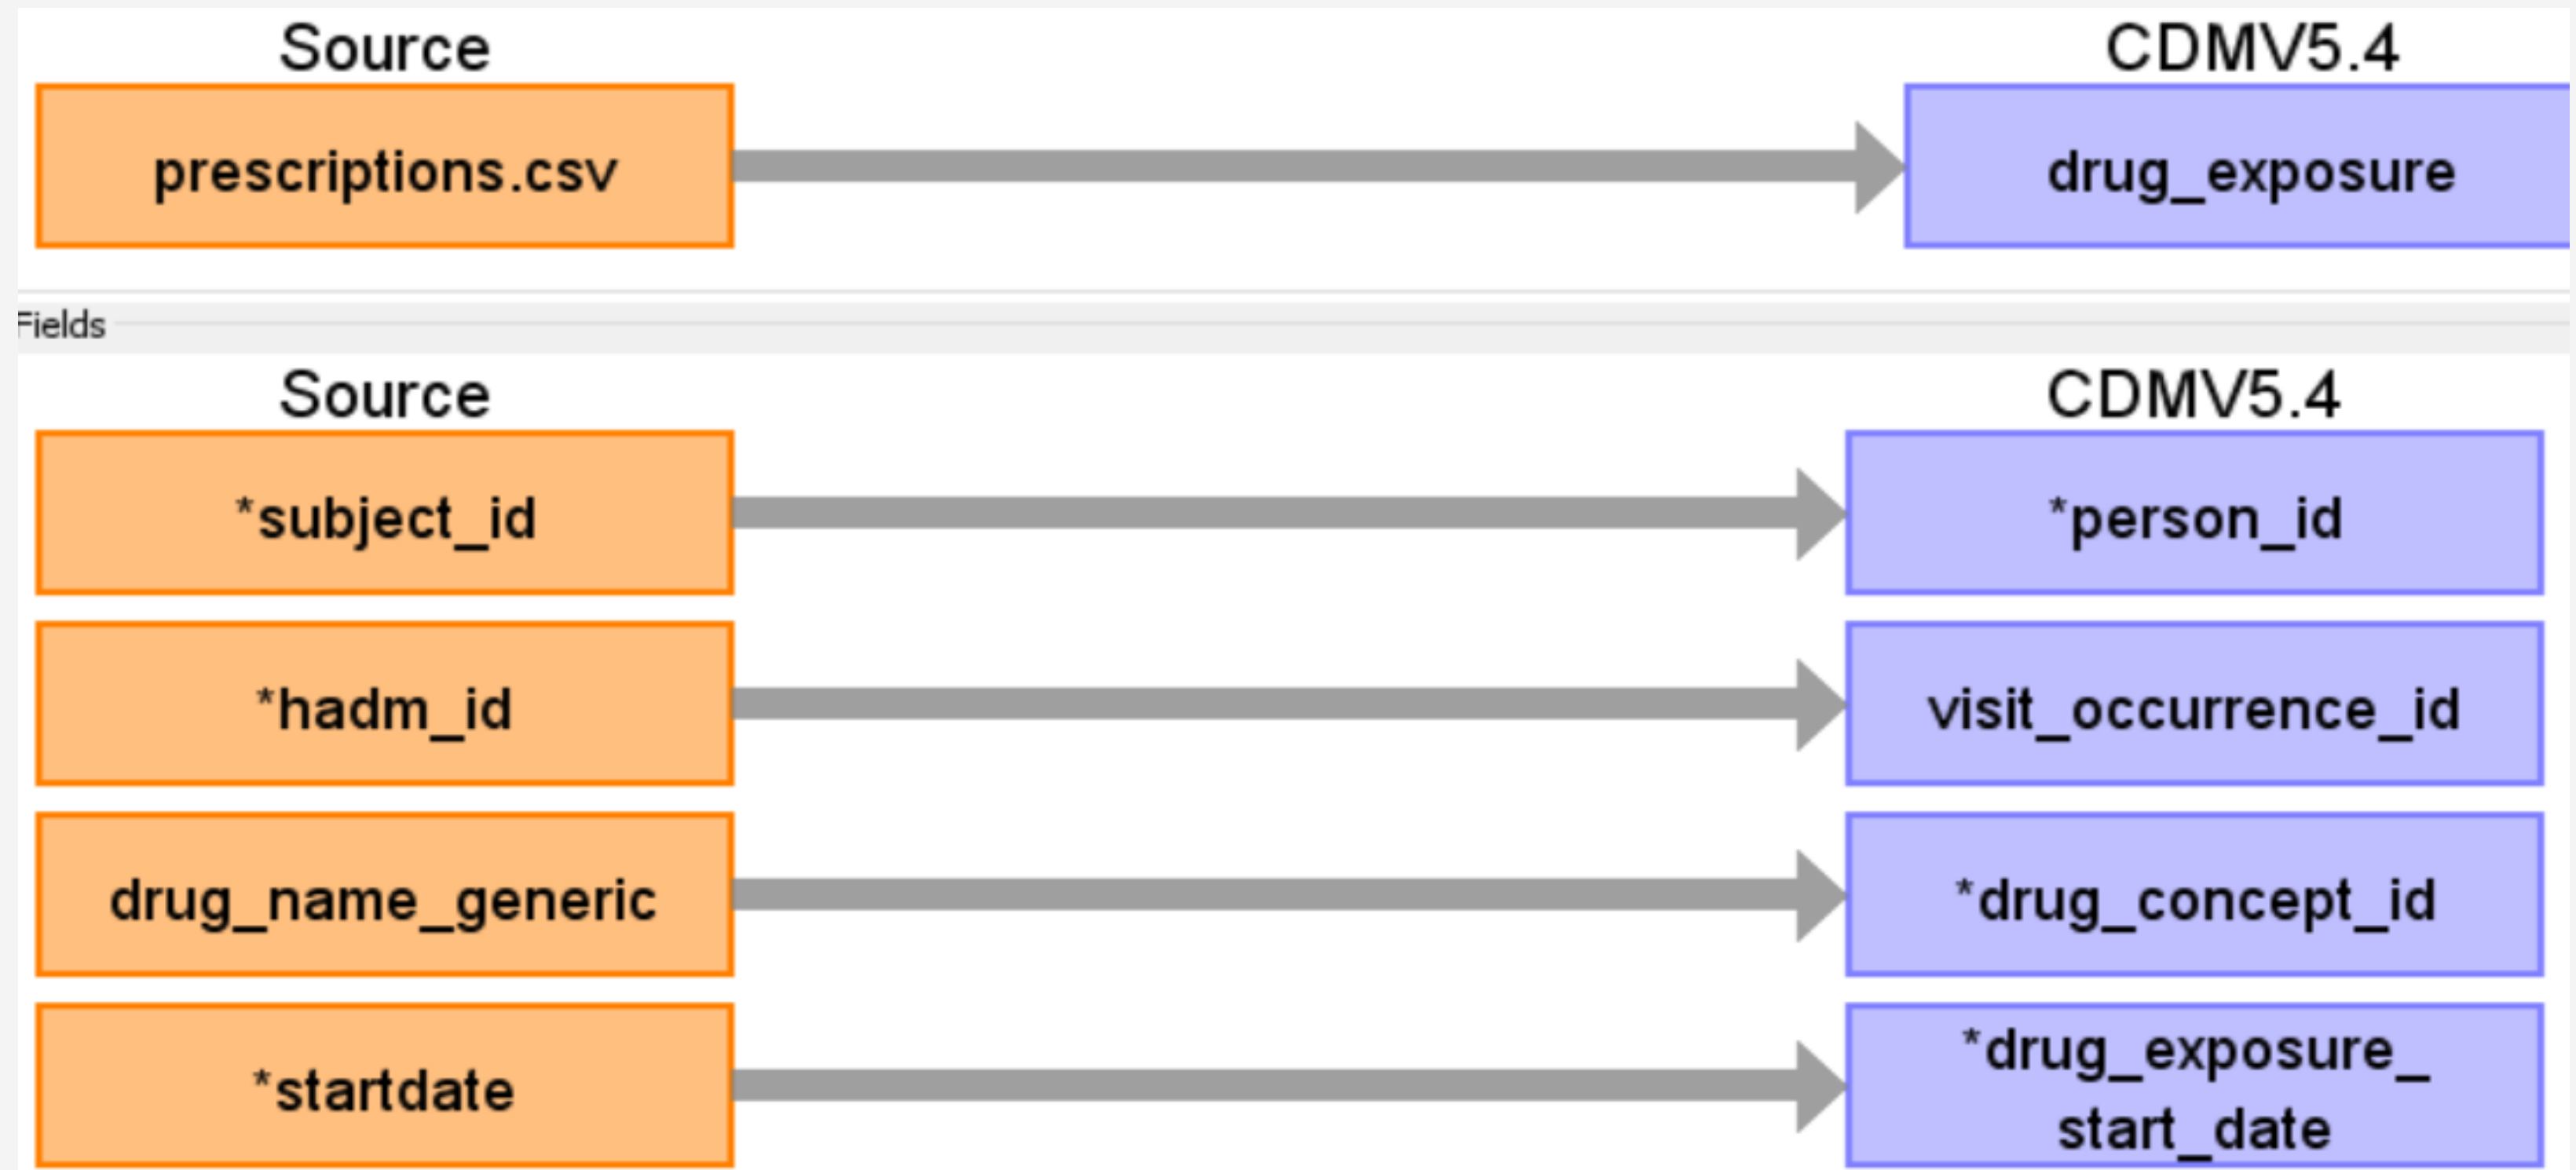 Source CDMV5.4
prescriptions.csv drug_exposure
Fields
Source CDMV5.4
*subject_id *person_id
*hadm_id visit_occurrence_id
drug_name_generic *drug_concept_id
*startdate *drug_exposure_
start_date